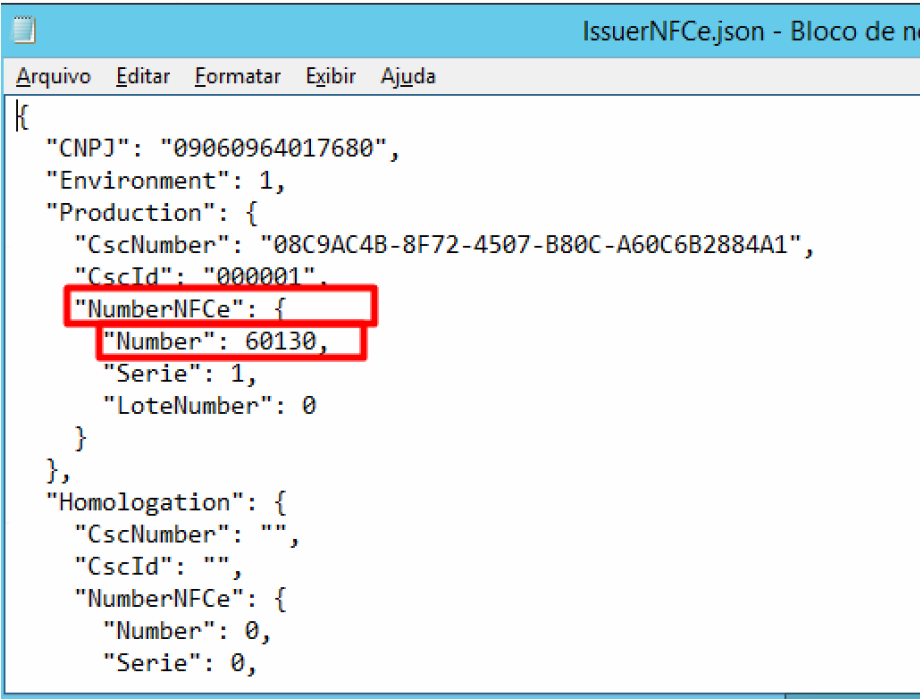 IssuerNFCe.json - Bloco de
Arquivo Editar Formatar Exibir Ajuda
{
"CNPJ": "09060964017680",
"Environment": 1,
"Production": {
"CscNumber": "08C9AC4B-8F72-4507-B80C-A60C6B2884A1",
"CscId": "000001",
"NumberNFCe": {
"Number": 60130,
"Serie": 1,
"LoteNumber": 0
}
},
"Homologation": {
"CscNumber": "",
"CscId": "",
"NumberNFCe": {
"Number": 0,
"Serie": 0,